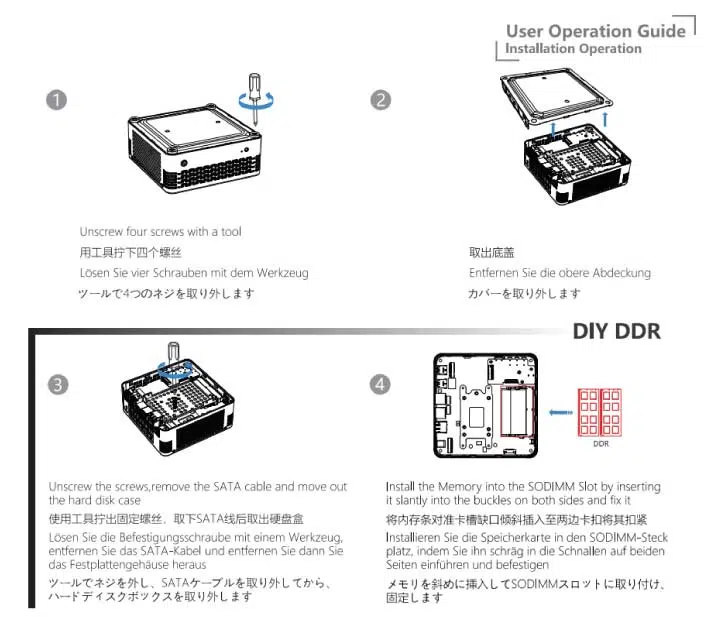 User Operation Guide
Installation Operation
1
Unscrew four screws with a tool
用工具拧下四个螺丝
Lösen Sie vier Schrauben mit dem Werkzeug
ツールで4つのネジを取り外します
2
取出底盖
Entfernen Sie die obere Abdeckung
カバーを取り外します
DIY DDR
3
Unscrew the screws,remove the SATA cable and move out
the hard disk case
使用工具拧出固定螺丝，取下SATA线后取出硬盘盒
Lösen Sie die Befestigungsschraube mit einem Werkzeug,
entfernen Sie das SATA-Kabel und entfernen Sie dann Sie
das Festplattengehäuse heraus
ツールでネジを外し、SATAケーブルを取り外してから、
ハードディスクボックスを取り外します
4
DDR
Install the Memory into the SODIMM Slot by inserting
it slantly into the buckles on both sides and fix it
将内存条对准卡槽缺口倾斜插入至两边卡扣将其扣紧
Installieren Sie die Speicherkarte in den SODIMM-Steck
platz, indem Sie ihn schräg in die Schnallen auf beiden
Seiten einführen und befestigen
メモリを斜めに挿入してSODIMMスロットに取り付け、
固定します